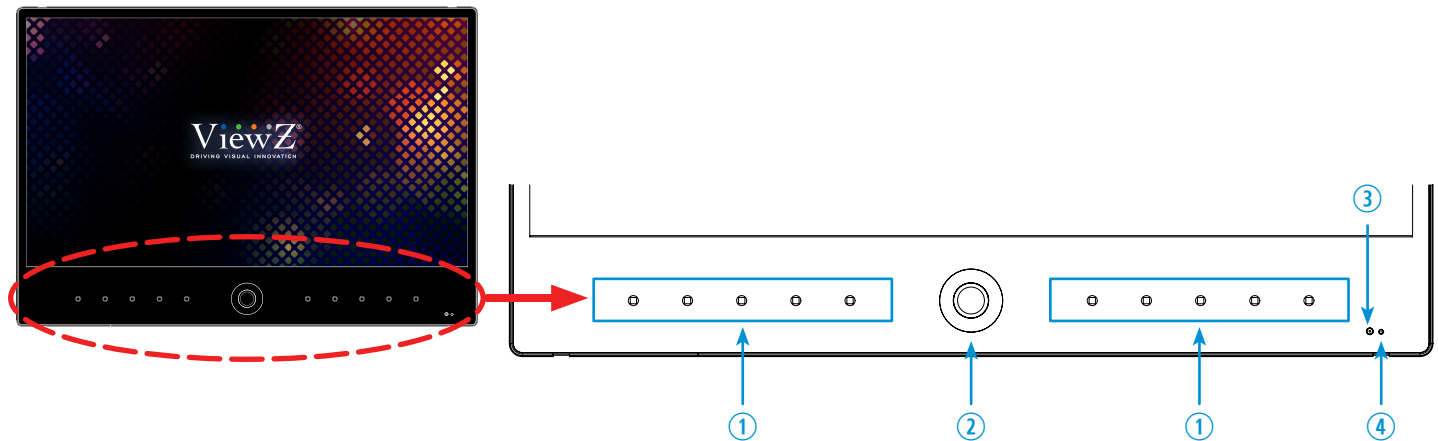 ViewZ®
DRIVING VISUAL INNOVATION
③
① ② ① ④